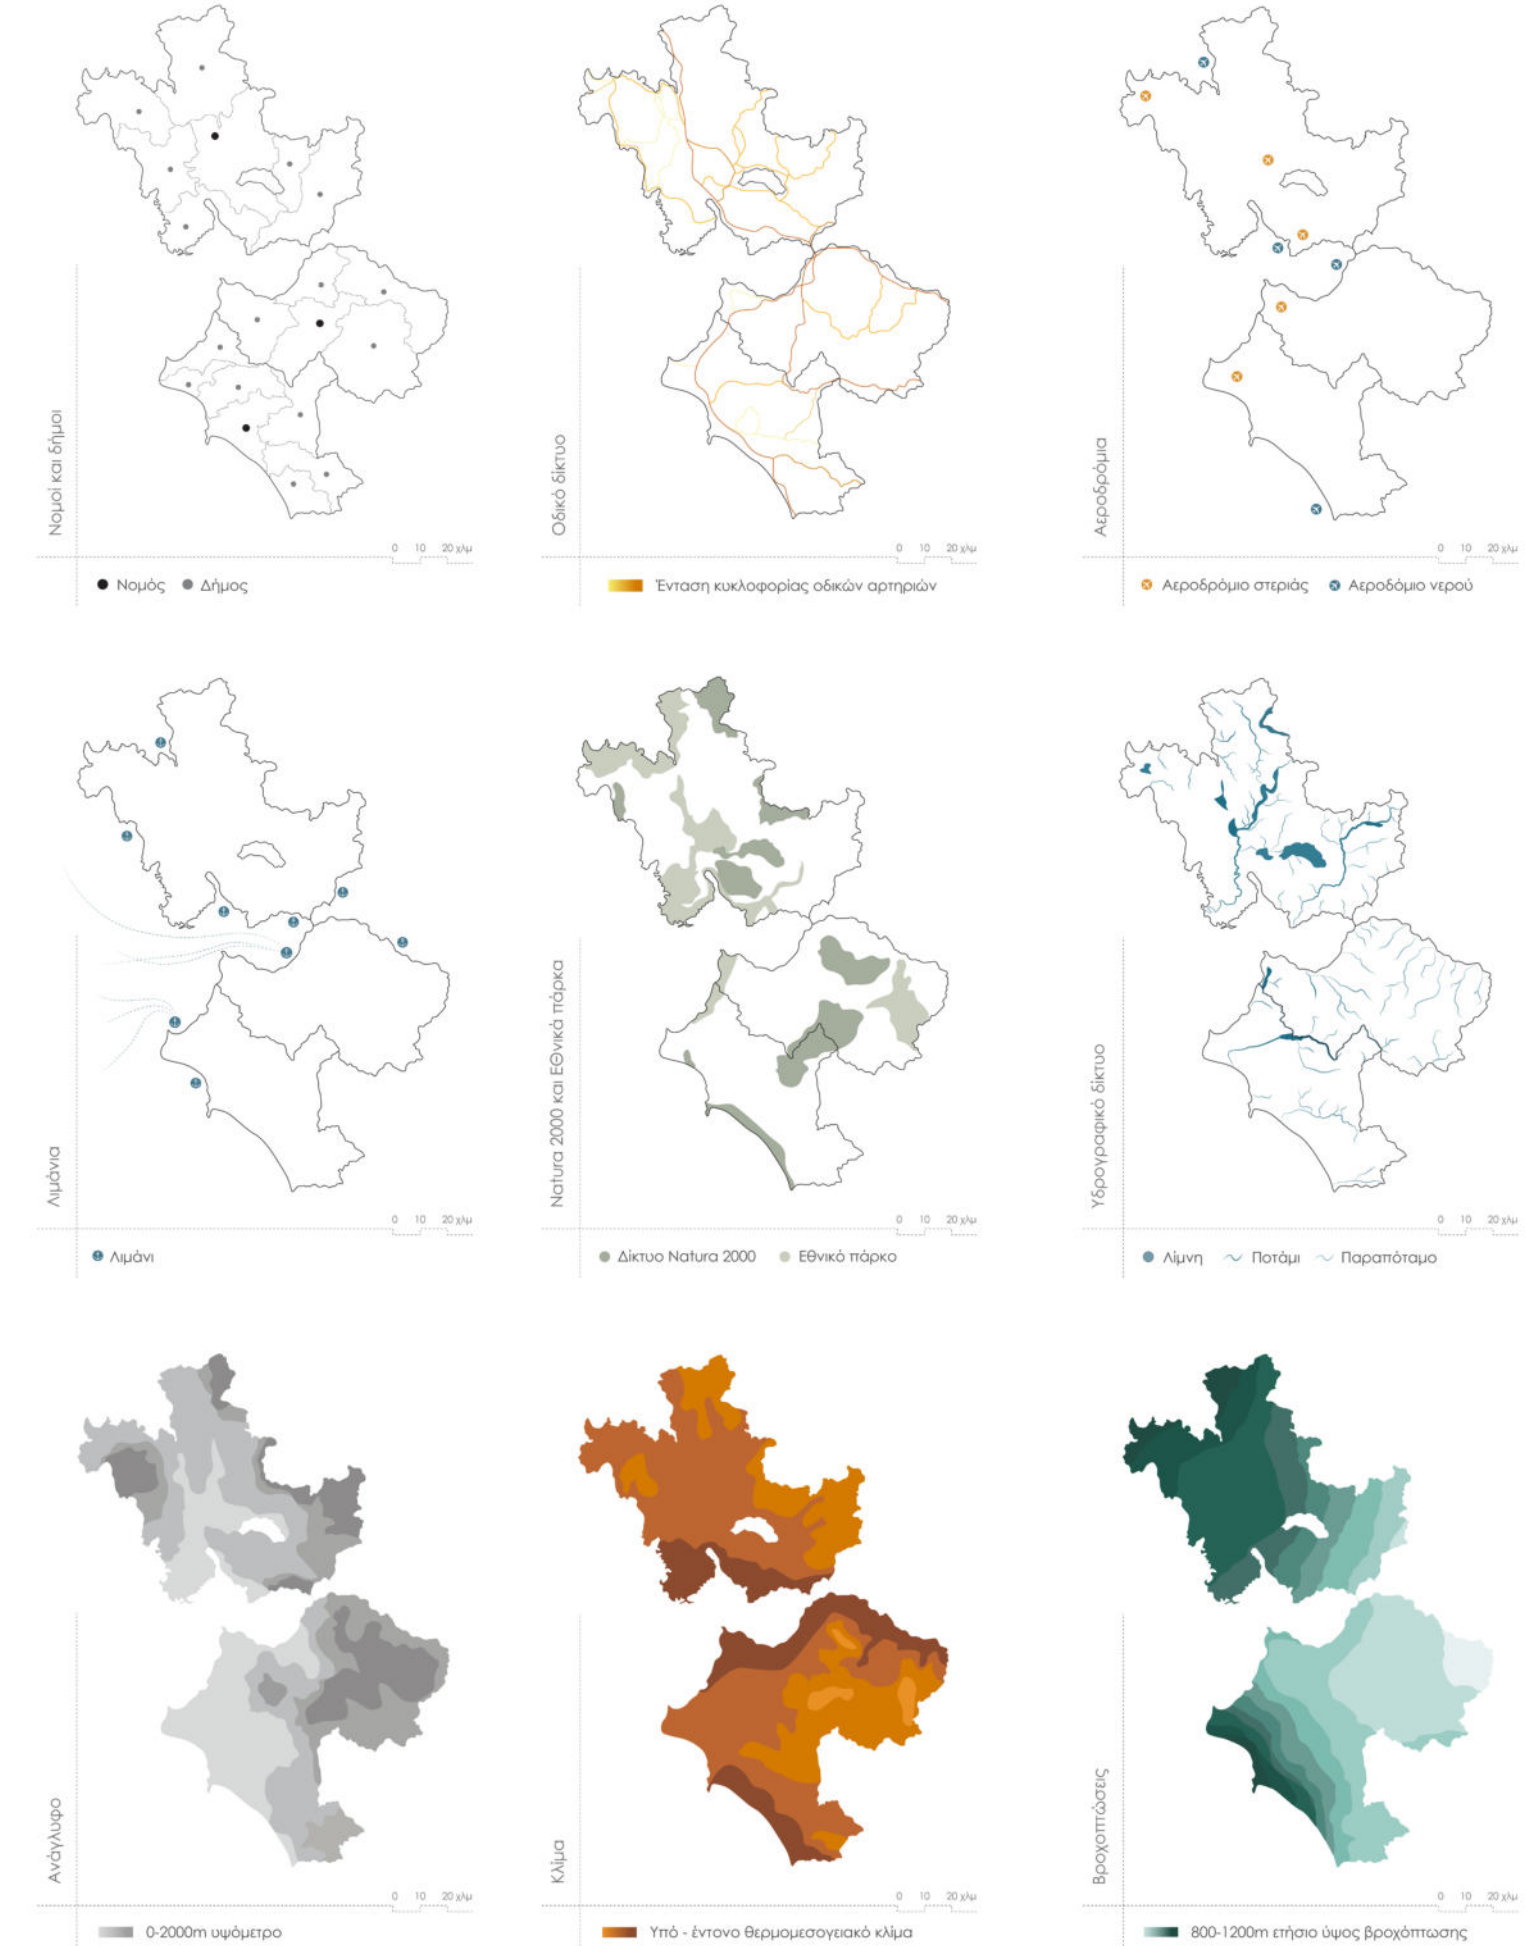 Νομοί και δήμοι
0 10 20 χλμ
Νομός Δήμος
Οδικό δίκτυο
0 10 20 χλμ
Ένταση κυκλοφορίας οδικών αρτηριών
Αεροδρόμια
0 10 20 χλμ
Αεροδρόμιο στεριάς Αεροδόμιο νερού
Λιμάνια
0 10 20 χλμ
Λιμάνι
Natura 2000 και Εθνικά πάρκα
0 10 20 χλμ
Δίκτυο Natura 2000 Εθνικό πάρκο
Υδρογραφικό δίκτυο
0 10 20 χλμ
Λίμνη Ποτάμι Παραπόταμο
Ανάγλυφο
0 10 20 χλμ
0-2000m υψόμετρο
Κλίμα
0 10 20 χλμ
Υπό - έντονο θερμομεσογειακό κλίμα
Βροχοπτώσεις
0 10 20 χλμ
800-1200m ετήσιο ύψος βροχόπτωσης